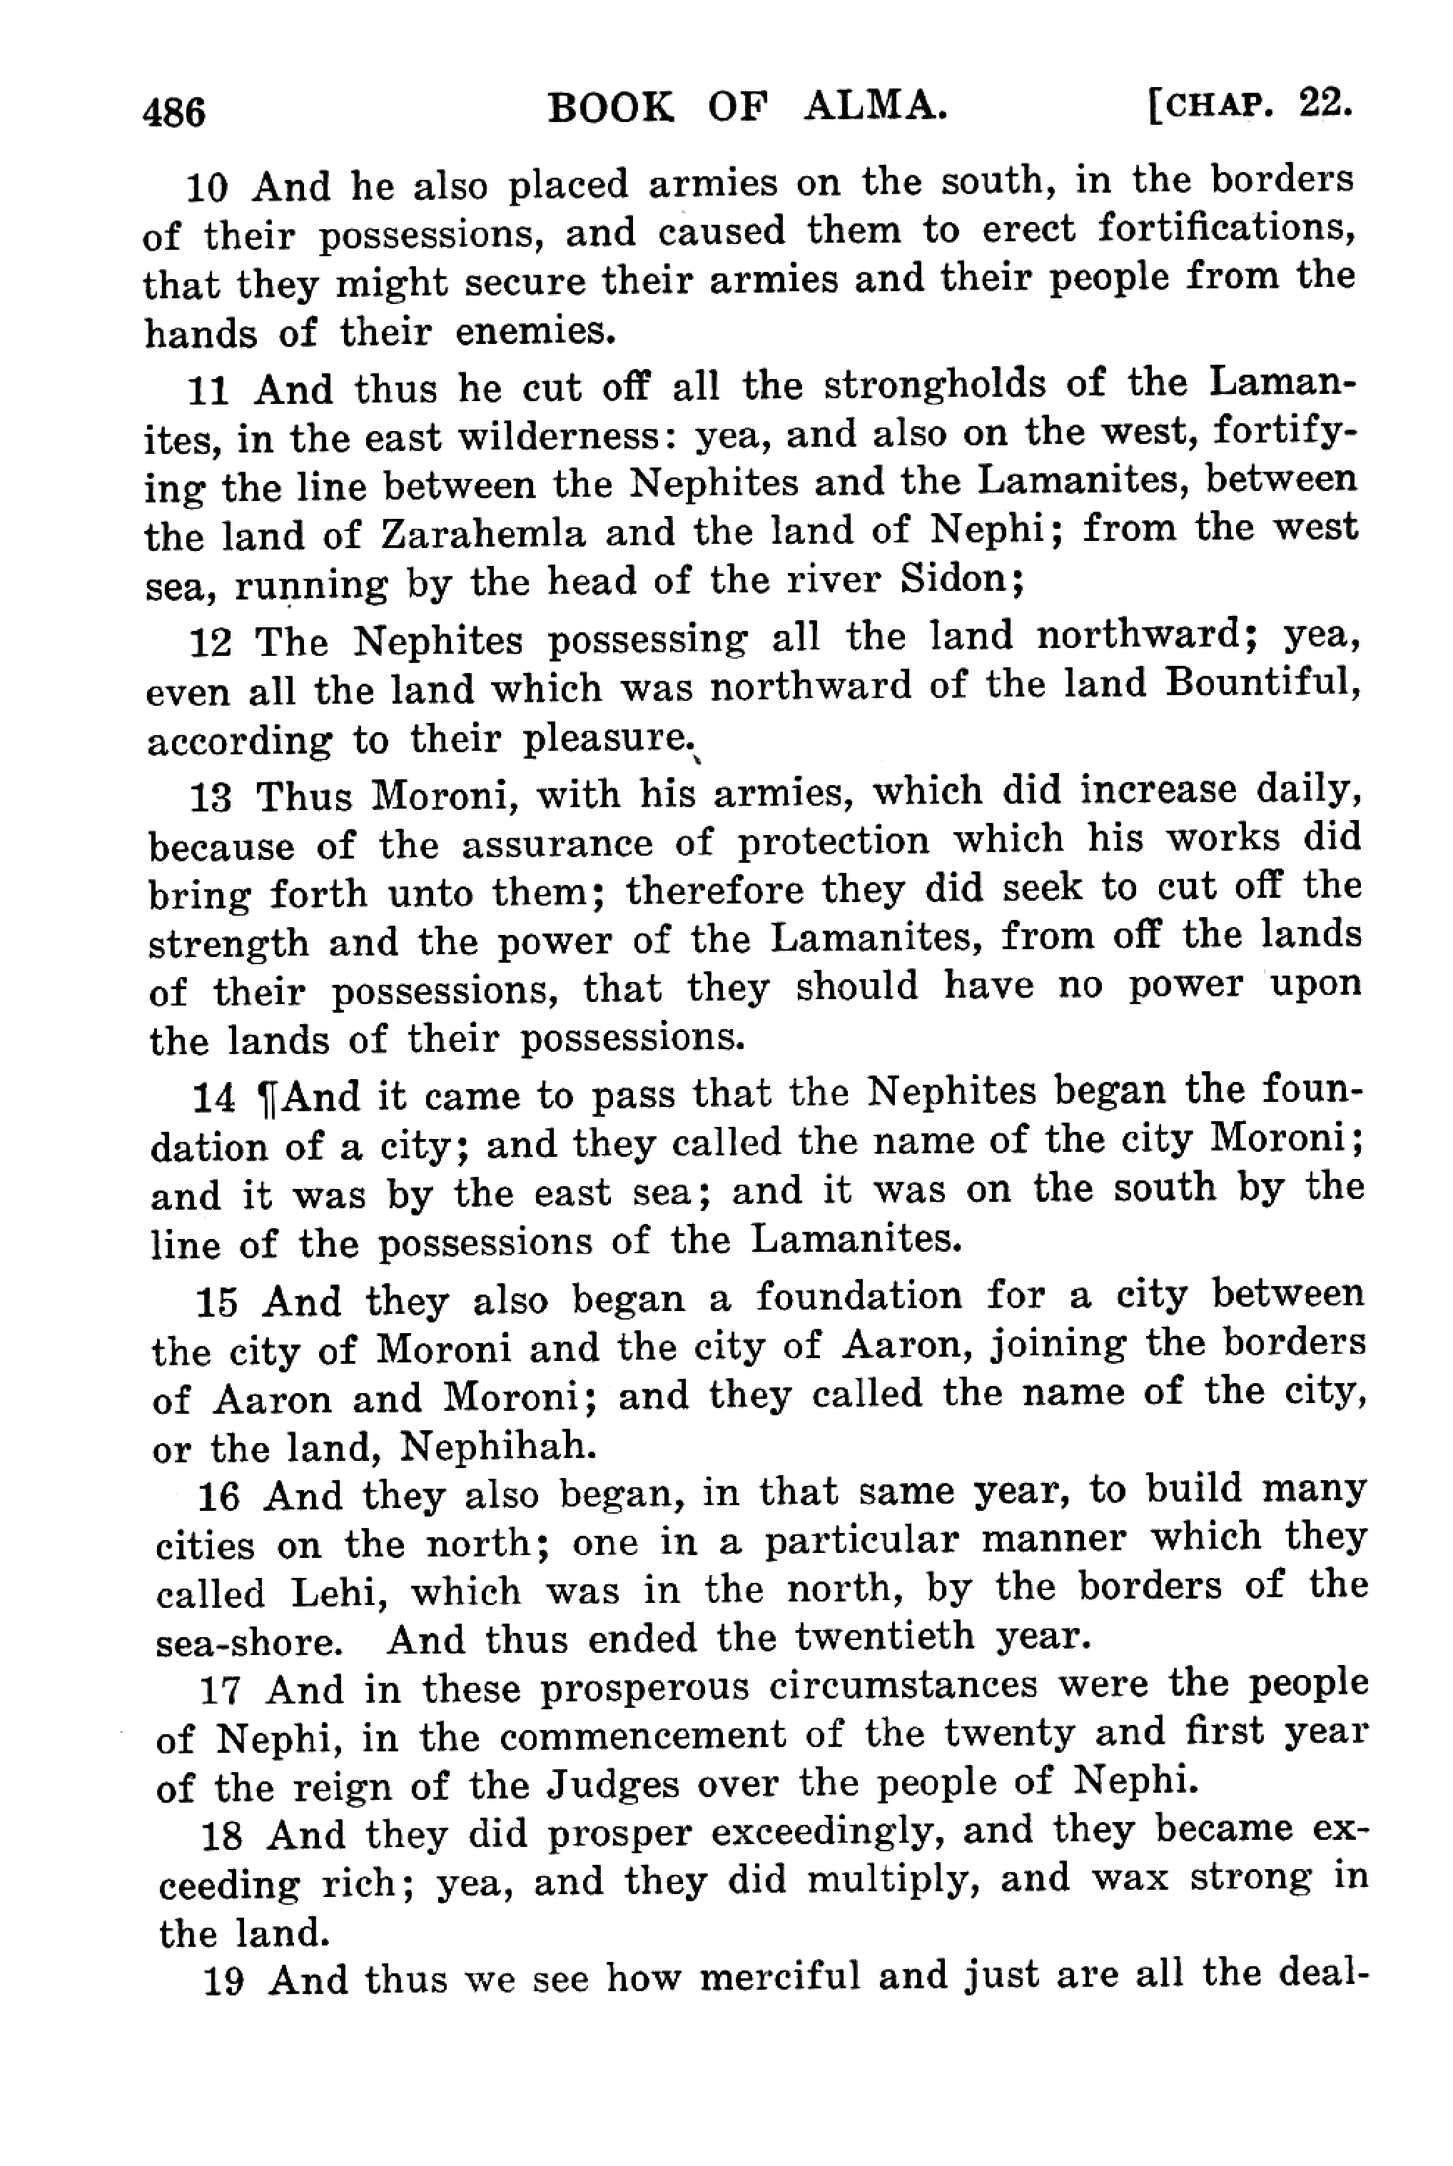 486 BOOK OF ALMA. [CHAP. 22.
10 And he also placed armies on the south, in the borders
of their possessions, and caused them to erect fortifications,
that they might secure their armies and their people from the
hands of their enemies.
11 And thus he cut off all the strongholds of the Laman-
ites, in the east wilderness: yea, and also on the west, fortify-
ing the line between the Nephites and the Lamanites, between
the land of Zarahemla and the land of Nephi; from the west
sea, running by the head of the river Sidon;
12 The Nephites possessing all the land northward; yea,
even all the land which was northward of the land Bountiful,
according to their pleasure.
13 Thus Moroni, with his armies, which did increase daily,
because of the assurance of protection which his works did
bring forth unto them; therefore they did seek to cut off the
strength and the power of the Lamanites, from off the lands
of their possessions, that they should have no power upon
the lands of their possessions.
14 ¶And it came to pass that the Nephites began the foun-
dation of a city; and they called the name of the city Moroni;
and it was by the east sea; and it was on the south by the
line of the possessions of the Lamanites.
15 And they also began a foundation for a city between
the city of Moroni and the city of Aaron, joining the borders
of Aaron and Moroni; and they called the name of the city,
or the land, Nephihah.
16 And they also began, in that same year, to build many
cities on the north; one in a particular manner which they
called Lehi, which was in the north, by the borders of the
sea-shore. And thus ended the twentieth year.
17 And in these prosperous circumstances were the people
of Nephi, in the commencement of the twenty and first year
of the reign of the Judges over the people of Nephi.
18 And they did prosper exceedingly, and they became ex-
ceeding rich; yea, and they did multiply, and wax strong in
the land.
19 And thus we see how merciful and just are all the deal-